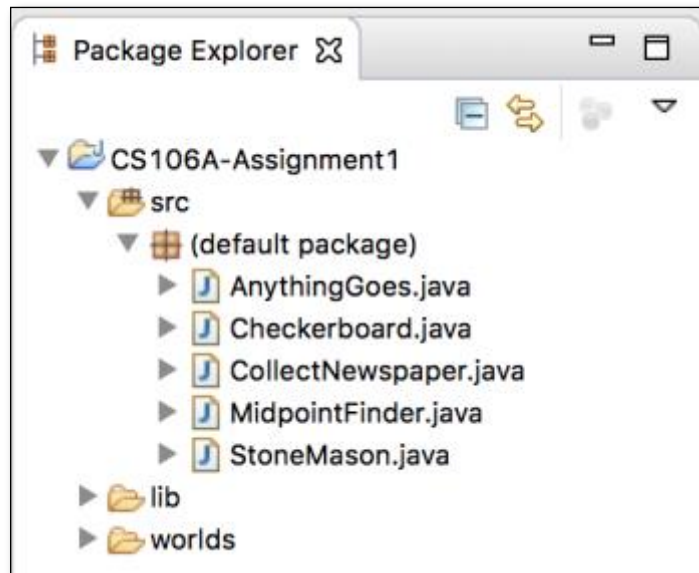 Package Explorer
CS106A-Assignment1
src
(default package)
AnythingGoes.java
Checkerboard.java
CollectNewspaper.java
MidpointFinder.java
StoneMason.java
lib
worlds